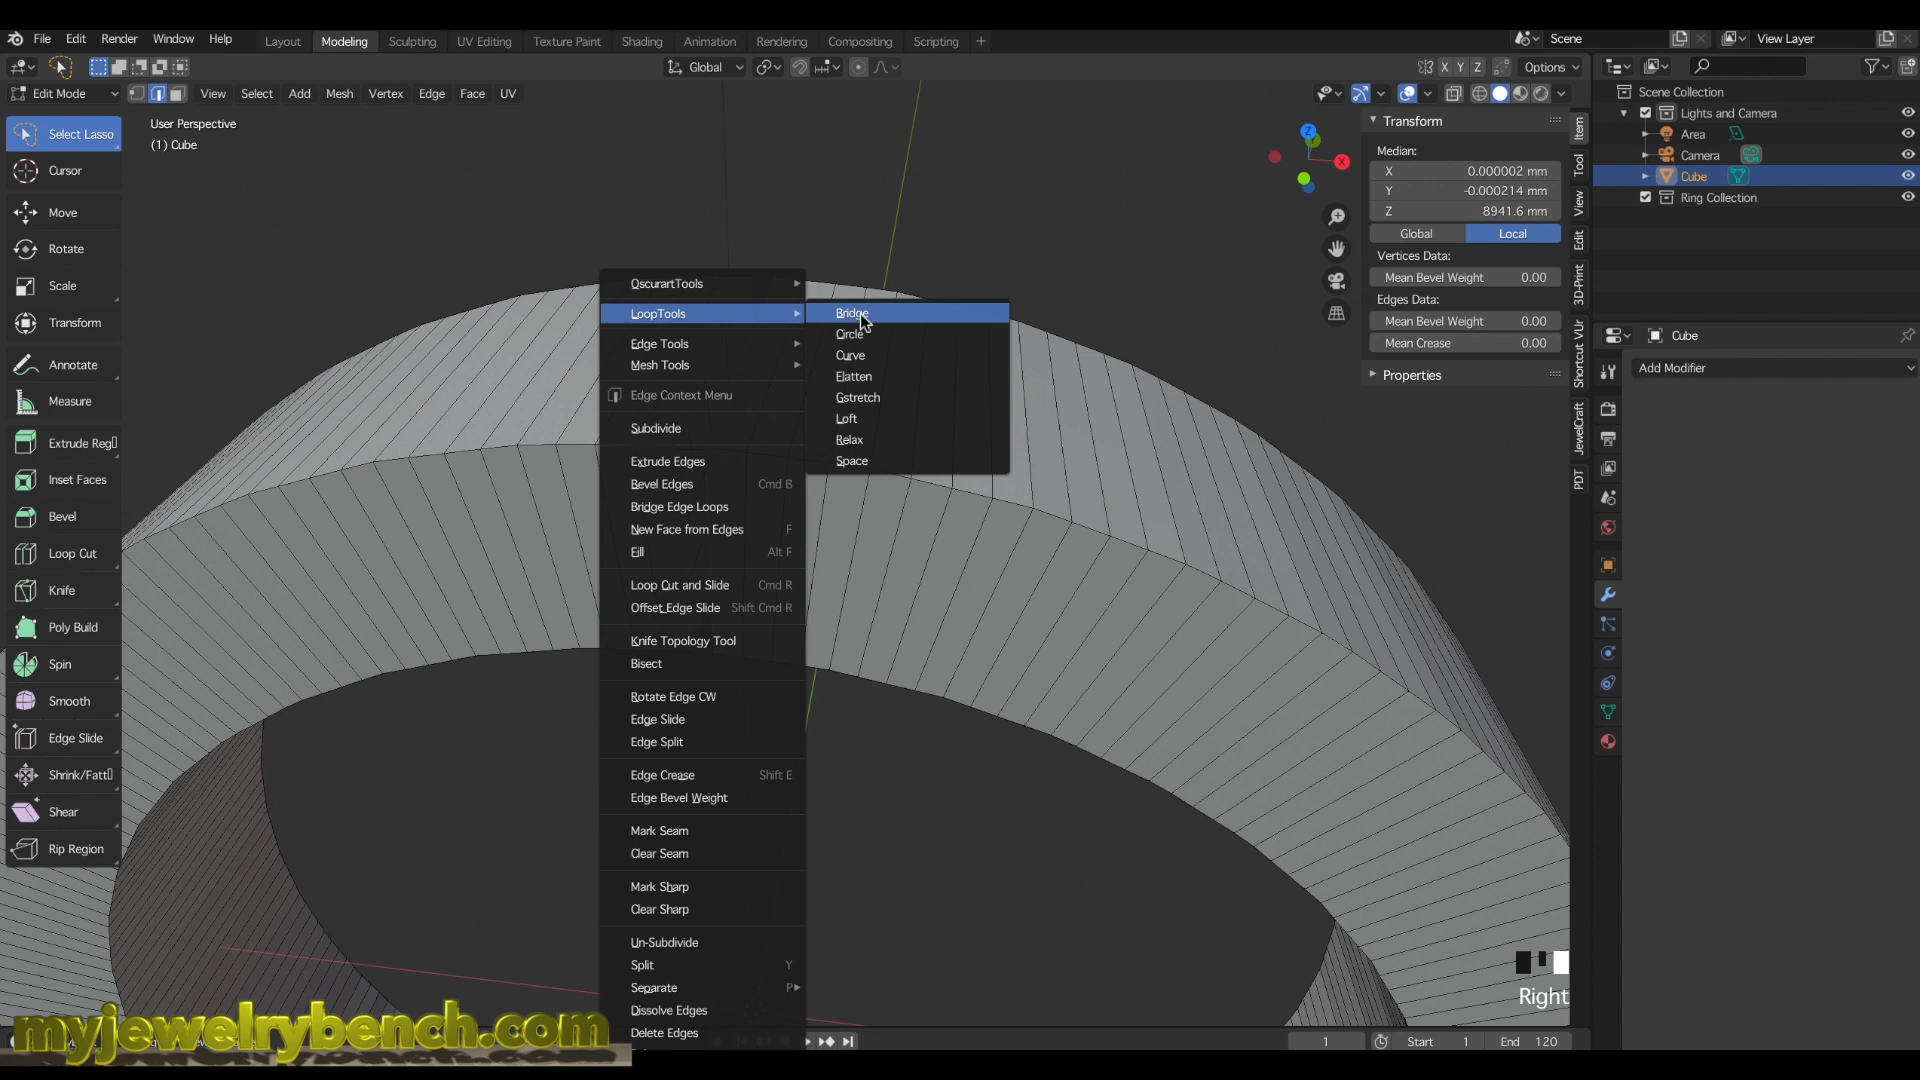 File Edit Render Window Help Layout Modeling Sculpting UV Editing Texture Paint Shading Animation Rendering Compositing Scripting + Scene View Layer
Global X Y Z Options
Edit Mode View Select Add Mesh Vertex Edge Face UV
User Perspective
(1) Cube
Select Lasso
Cursor
Move
Rotate
Scale
Transform
Annotate
Measure
Extrude Reg
Inset Faces
Bevel
Loop Cut
Knife
Poly Build
Spin
Smooth
Edge Slide
Shrink/Fatt
Shear
Rip Region
QscurartTools
LoopTools
Edge Tools
Mesh Tools
Edge Context Menu
Subdivide
Extrude Edges
Bevel Edges Cmd B
Bridge Edge Loops
New Face from Edges F
Fill Alt F
Loop Cut and Slide Cmd R
Offset Edge Slide Shift Cmd R
Knife Topology Tool
Bisect
Rotate Edge CW
Edge Slide
Edge Split
Edge Crease Shift E
Edge Bevel Weight
Mark Seam
Clear Seam
Mark Sharp
Clear Sharp
Un-Subdivide
Split Y
Separate P
Dissolve Edges
Delete Edges
Bridge
Circle
Curve
Flatten
Gstretch
Loft
Relax
Space
Z
X
Transform
Median:
X 0.000002 mm
Y -0.000214 mm
Z 8941.6 mm
Global Local
Vertices Data:
Mean Bevel Weight 0.00
Edges Data:
Mean Bevel Weight 0.00
Mean Crease 0.00
Properties
Item
Tool
View
Edit
3D-Print
Shortcut VUr
JewelCraft
PDT
Scene Collection
Lights and Camera
Area
Camera
Cube
Ring Collection
Cube
Add Modifier
Right
1 Start 1 End 120
myjewelrybench.com